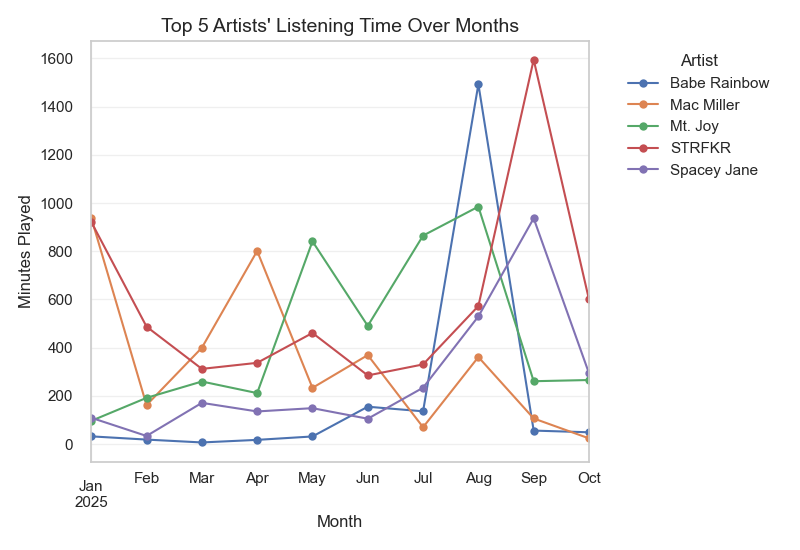 Top 5 Artists' Listening Time Over Months
Minutes Played
1600
1400
1200
1000
800
600
400
200
0
Jan
2025
Feb
Mar
Apr
May
Jun
Jul
Aug
Sep
Oct
Month
Artist
Babe Rainbow
Mac Miller
Mt. Joy
STRFKR
Spacey Jane